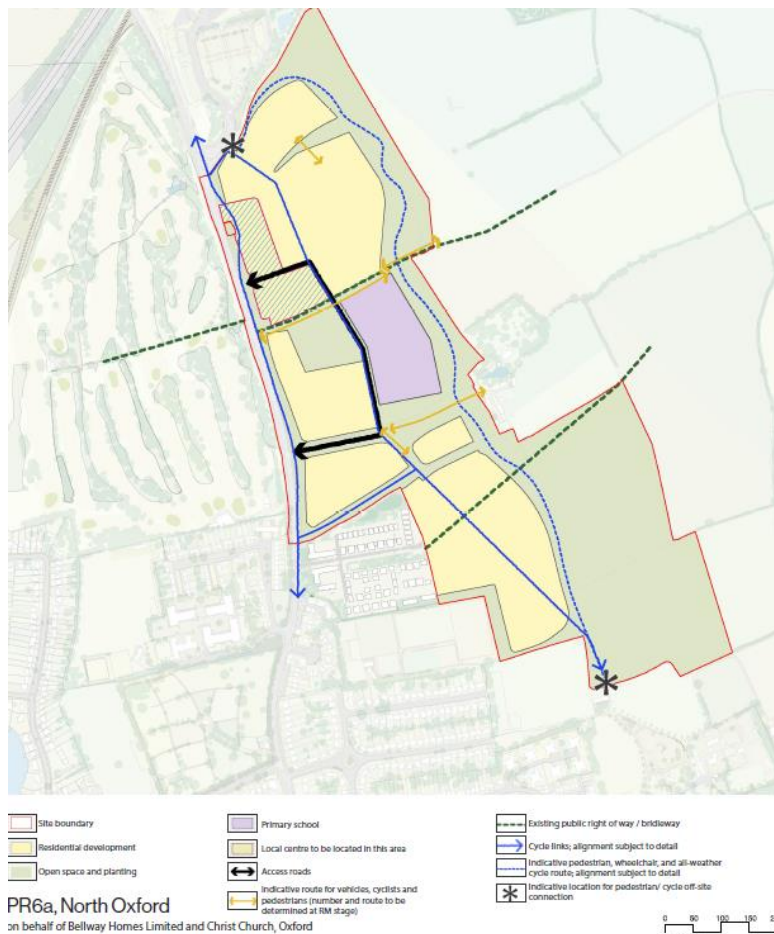 Site boundary
Residential development
Open space and planting
Primary school
Local centre to be located in this area
Access roads
Indicative route for vehicles, cyclists and
pedestrians (number and route to be
determined at RM stage)
Existing public right of way / bridleway
Cycle links; alignment subject to detail
Indicative pedestrian, wheelchair, and all-weather
cycle route; alignment subject to detail
Indicative location for pedestrian/ cycle off-site
connection
PR6a, North Oxford
on behalf of Bellway Homes Limited and Christ Church, Oxford
0 50 100 150